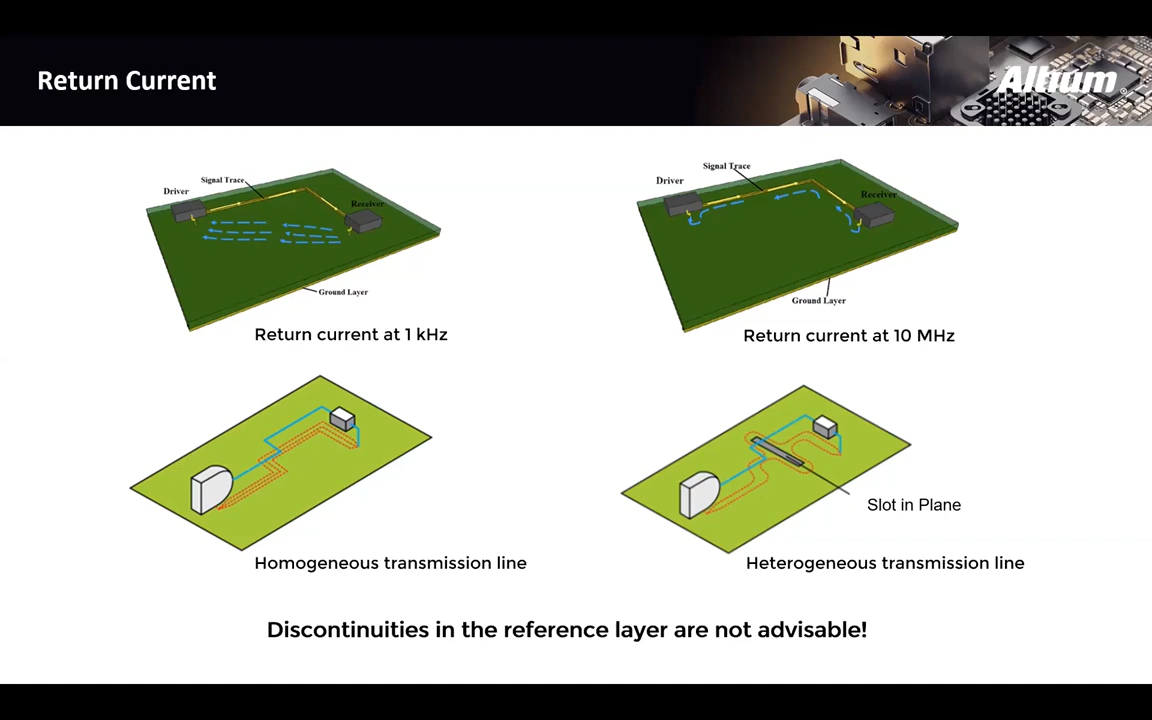 Return Current
Altium®
Signal Trace
Driver
Receiver
Ground Layer
Return current at 1 kHz
Signal Trace
Driver
Receiver
Ground Layer
Return current at 10 MHz
Homogeneous transmission line
Slot in Plane
Heterogeneous transmission line
Discontinuities in the reference layer are not advisable!